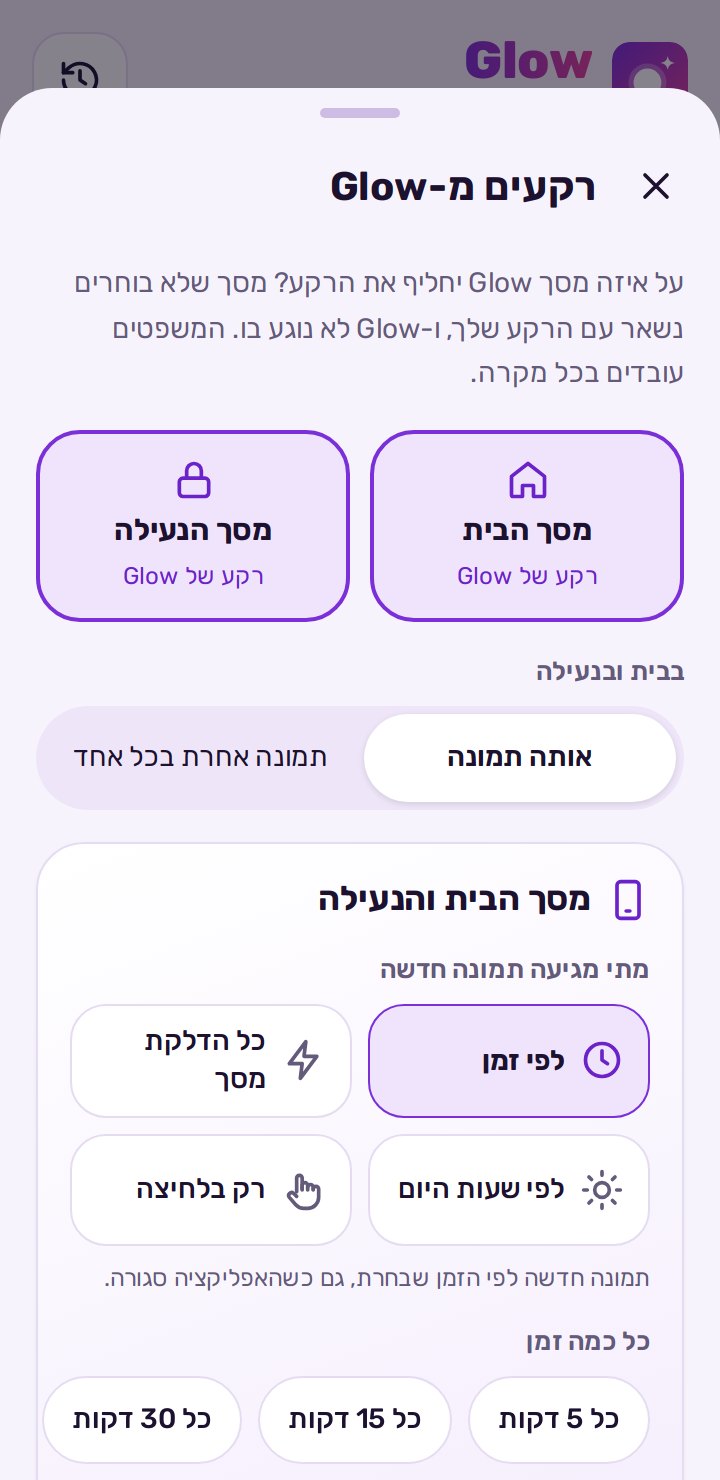 Glow
רקעים מ-Glow
על איזה מסך Glow יחליף את הרקע? מסך שלא בוחרים
נשאר עם הרקע שלך, ו-Glow לא נוגע בו. המשפטים
עובדים בכל מקרה.
מסך הבית
רקע של Glow
מסך הנעילה
רקע של Glow
בבית ובנעילה
אותה תמונה
תמונה אחרת בכל אחד
מסך הבית והנעילה
מתי מגיעה תמונה חדשה
לפי זמן
כל הדלקת
מסך
לפי שעות היום
רק בלחיצה
תמונה חדשה לפי הזמן שבחרת, גם כשהאפליקציה סגורה.
כל כמה זמן
כל 5 דקות
כל 15 דקות
כל 30 דקות